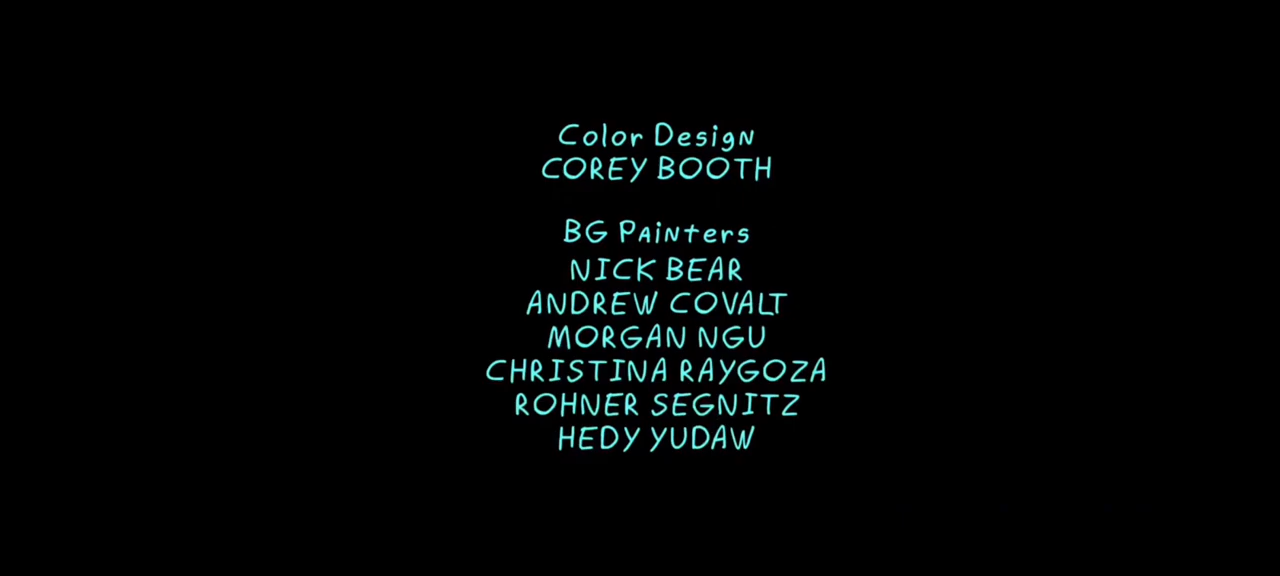 Color Design
COREY BOOTH
BG Painters
NICK BEAR
ANDREW COVALT
MORGAN NGU
CHRISTINA RAYGOZA
ROHNER SEGNITZ
HEDY YUDAW